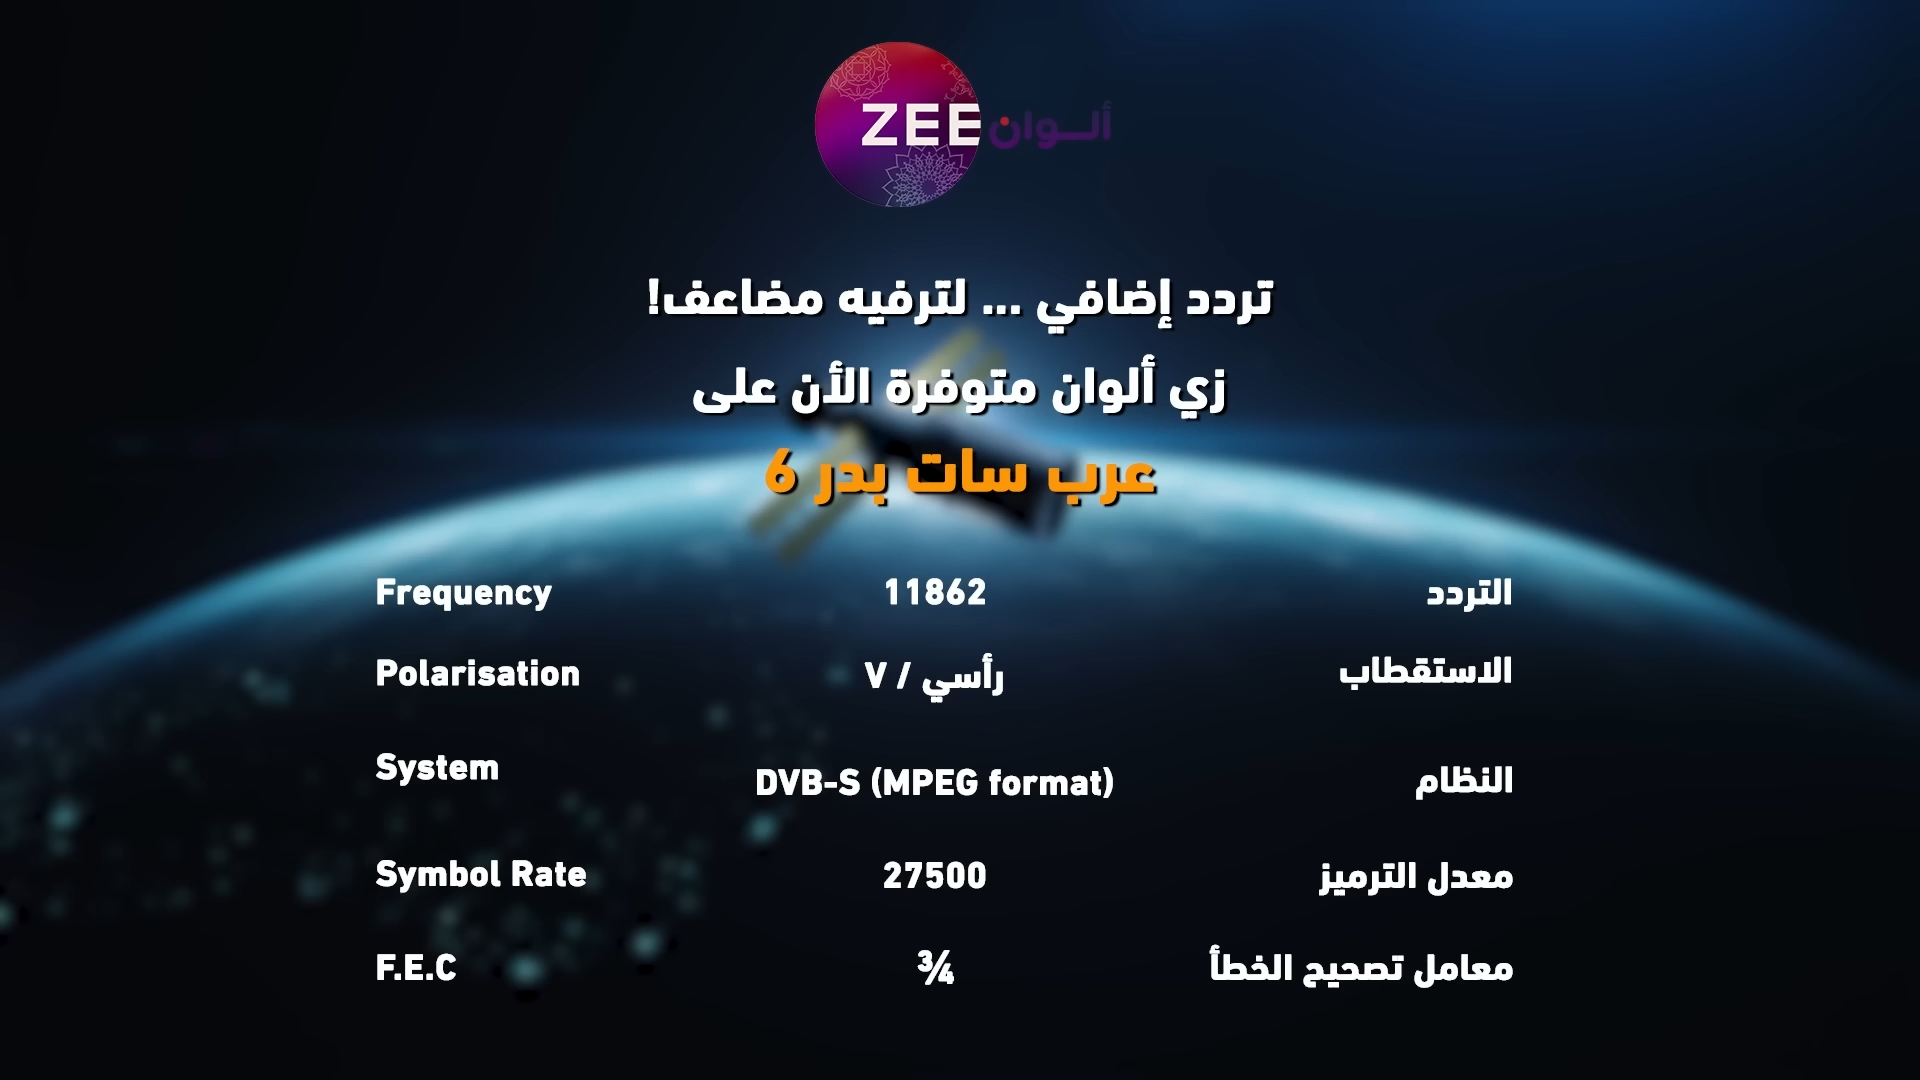 ZEE ألوان
تردد إضافي ... لترفيه مضاعف!
زي ألوان متوفرة الأن على
عرب سات بدر 6
Frequency 11862 التردد
Polarisation رأسي / V الاستقطاب
System DVB-S (MPEG format) النظام
Symbol Rate 27500 معدل الترميز
F.E.C ¾ معامل تصحيح الخطأ